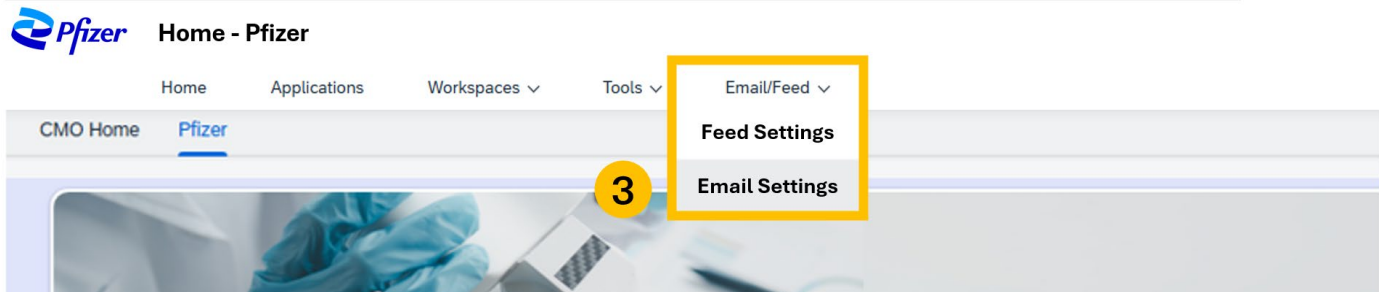 Pfizer Home - Pfizer
Home Applications Workspaces Tools Email/Feed
CMO Home Pfizer
Feed Settings
3
Email Settings